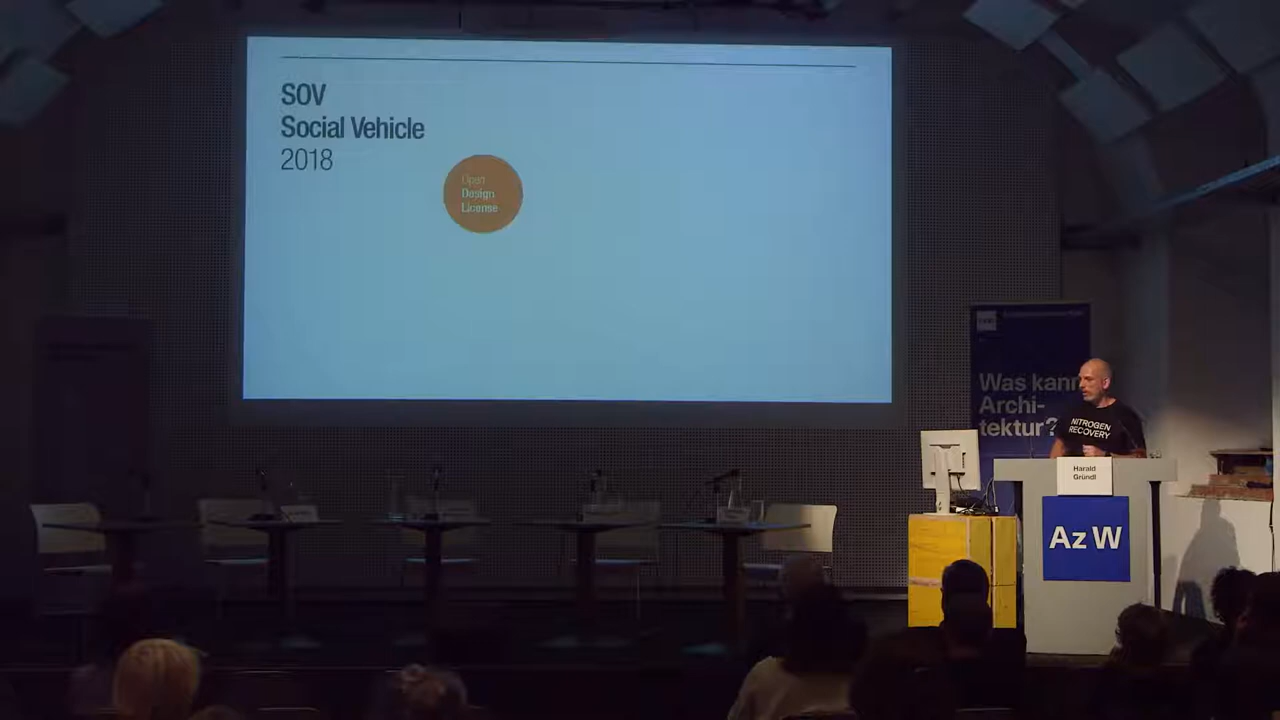 SOV
Social Vehicle
2018
Open
Design
License
Was kann
Archi-
tektur?
NITROGEN
RECOVERY
Harald
Gründl
Az W